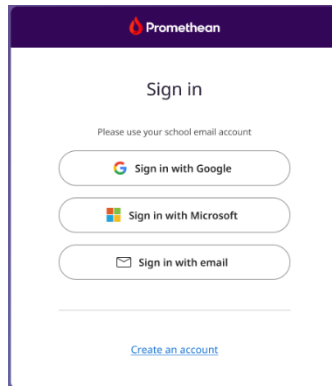 Promethean
Sign in
Please use your school email account
Sign in with Google
Sign in with Microsoft
Sign in with email
Create an account